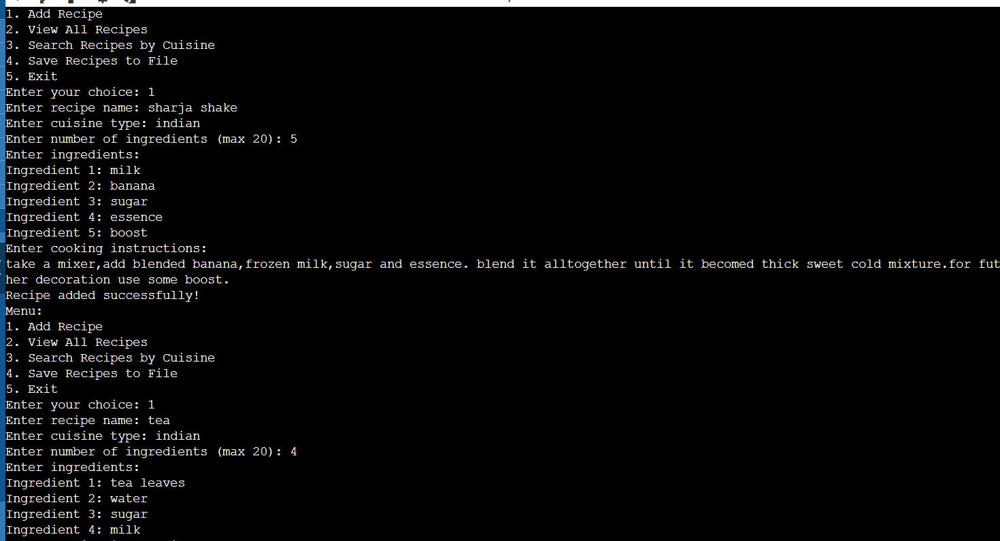 1. Add Recipe
2. View All Recipes
3. Search Recipes by Cuisine
4. Save Recipes to File
5. Exit
Enter your choice: 1
Enter recipe name: sharja shake
Enter cuisine type: indian
Enter number of ingredients (max 20): 5
Enter ingredients:
Ingredient 1: milk
Ingredient 2: banana
Ingredient 3: sugar
Ingredient 4: essence
Ingredient 5: boost
Enter cooking instructions:
take a mixer,add blended banana,frozen milk,sugar and essence. blend it alltogether until it becomed thick sweet cold mixture.for fut
her decoration use some boost.
Recipe added successfully!
Menu:
1. Add Recipe
2. View All Recipes
3. Search Recipes by Cuisine
4. Save Recipes to File
5. Exit
Enter your choice: 1
Enter recipe name: tea
Enter cuisine type: indian
Enter number of ingredients (max 20): 4
Enter ingredients:
Ingredient 1: tea leaves
Ingredient 2: water
Ingredient 3: sugar
Ingredient 4: milk